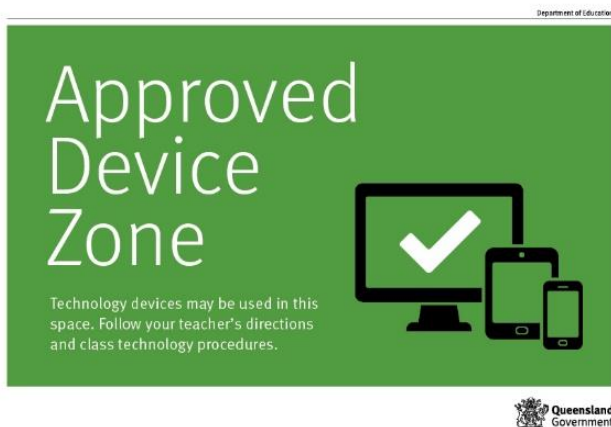 Department of Education
Approved
Device
Zone
Technology devices may be used in this
space. Follow your teacher’s directions
and class technology procedures.
Queensland
Government